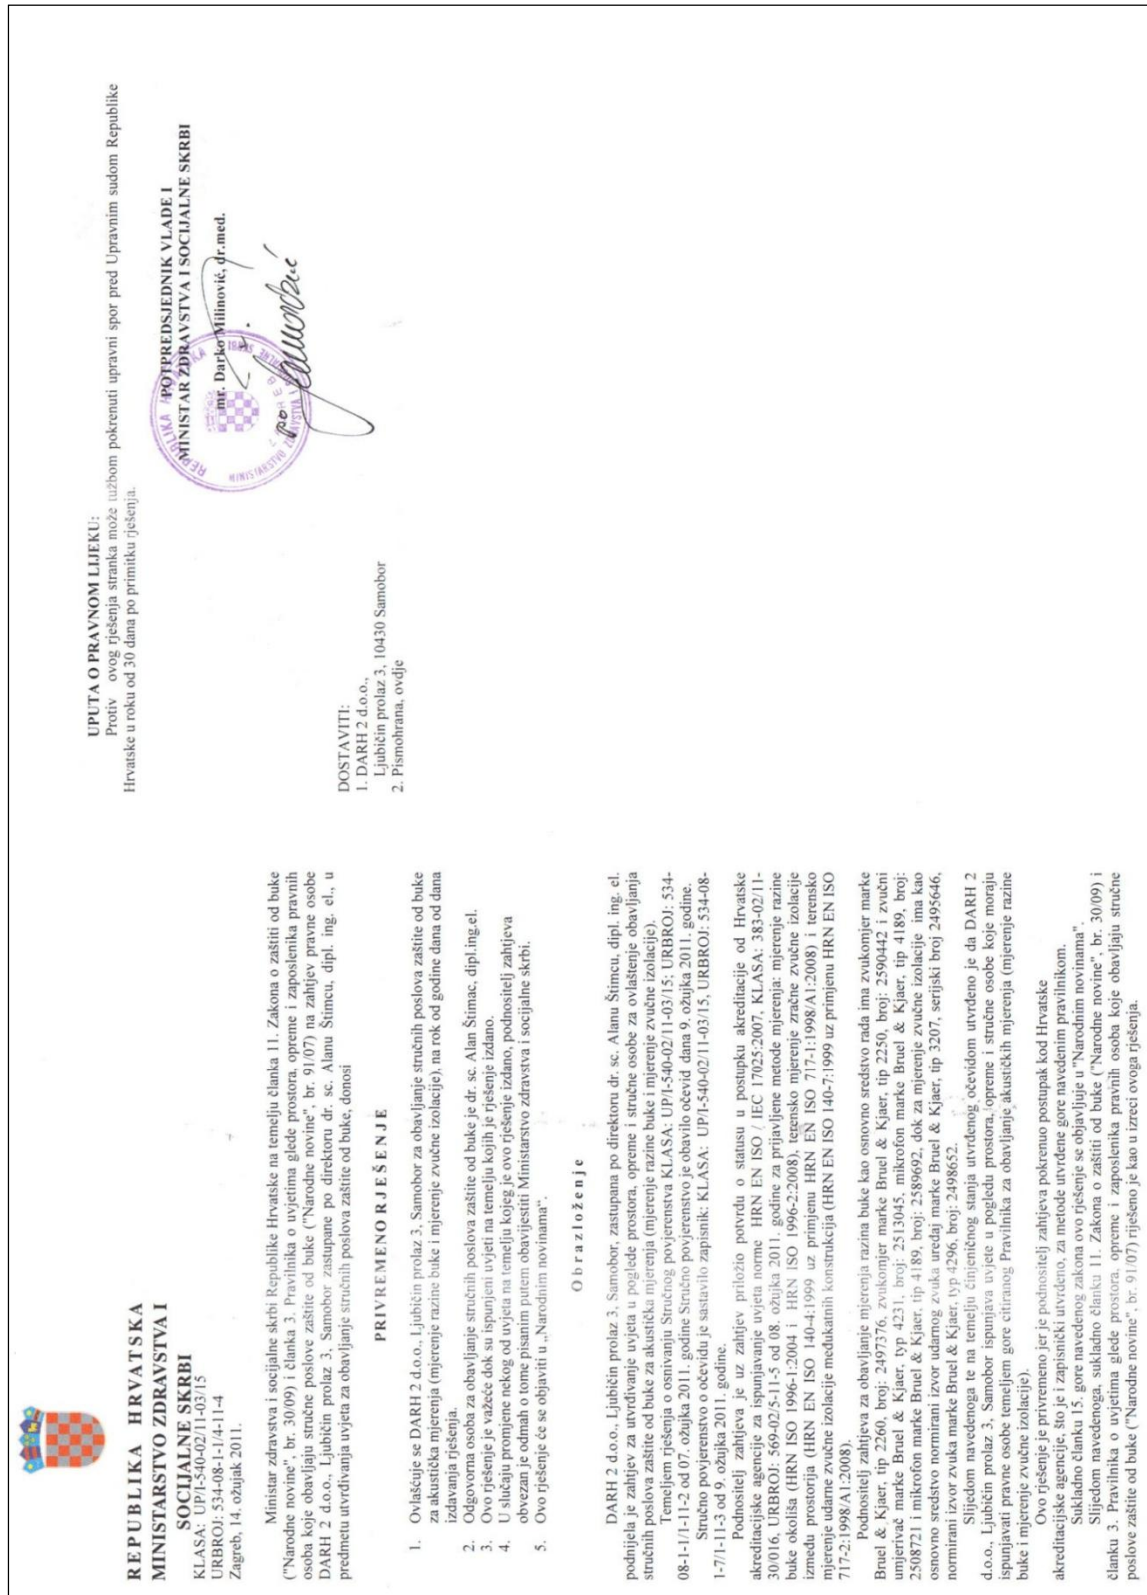 REPUBLIKA HRVATSKA
MINISTARSTVO ZDRAVSTVA I
SOCIJALNE SKRBI
KLASA: UP/I-540-02/11-03/15
URBROJ: 534-08-1-1/4-11-4
Zagreb, 14. ožujak 2011.
Ministar zdravstva i socijalne skrbi Republike Hrvatske na temelju članka 11. Zakona o zaštiti od buke
("Narodne novine", br. 30/09) i članka 3. Pravilnika o uvjetima glede prostora, opreme i zaposlenika pravnih
osoba koje obavljaju stručne poslove zaštite od buke ("Narodne novine", br. 91/07) na zahtjev pravne osobe
DARH 2 d.o.o., Ljubičin prolaz 3, Samobor zastupane po direktoru dr. sc. Alanu Štimcu, dipl. ing. el., u
predmetu utvrđivanja uvjeta za obavljanje stručnih poslova zaštite od buke, donosi
PRIVREMENO RJEŠENJE
1. Ovlašćuje se DARH 2 d.o.o., Ljubičin prolaz 3, Samobor za obavljanje stručnih poslova zaštite od buke
za akustička mjerenja (mjerenje razine buke i mjerenje zvučne izolacije), na rok od godine dana od dana
izdavanja rješenja.
2. Odgovorna osoba za obavljanje stručnih poslova zaštite od buke je dr. sc. Alan Štimac, dipl.ing.el.
3. Ovo rješenje je važeće dok su ispunjeni uvjeti na temelju kojih je rješenje izdano.
4. U slučaju promjene nekog od uvjeta na temelju kojeg je ovo rješenje izdano, podnositelj zahtjeva
obvezan je odmah o tome pisanim putem obavijestiti Ministarstvo zdravstva i socijalne skrbi.
5. Ovo rješenje će se objaviti u „Narodnim novinama“.
Obrazloženje
DARH 2 d.o.o., Ljubičin prolaz 3, Samobor, zastupana po direktoru dr. sc. Alanu Štimcu, dipl. ing. el.
podnijela je zahtjev za utvrđivanje uvjeta u poglede prostora, opreme i stručne osobe za ovlaštenje obavljanja
stručnih poslova zaštite od buke za akustička mjerenja (mjerenje razine buke i mjerenje zvučne izolacije).
Temeljem rješenja o osnivanju Stručnog povjerenstva KLASA: UP/I-540-02/11-03/15; URBROJ: 534-
08-1-1/1-11-2 od 07. ožujka 2011. godine Stručno povjerenstvo je obavilo očevid dana 9. ožujka 2011. godine.
Stručno povjerenstvo o očevidu je sastavilo zapisnik: KLASA: UP/I-540-02/11-03/15, URBROJ: 534-08-
1-7/1-11-3 od 9. ožujka 2011. godine.
Podnositelj zahtjeva je uz zahtjev priložio potvrdu o statusu u postupku akreditacije od Hrvatske
akreditacijske agencije za ispunjavanje uvjeta norme HRN EN ISO / IEC 17025:2007, KLASA: 383-02/11-
30/016, URBROJ: 569-02/5-11-5 od 08. ožujka 2011. godine za prijavljene metode mjerenja: mjerenje razine
buke okoliša (HRN ISO 1996-1:2004 i HRN ISO 1996-2:2008), terensko mjerenje zračne zvučne izolacije
između prostorija (HRN EN ISO 140-4:1999 uz primjenu HRN EN ISO 717-1:1998/A1:2008) i terensko
mjerenje udarne zvučne izolacije međukatnih konstrukcija (HRN EN ISO 140-7:1999 uz primjenu HRN EN ISO
717-2:1998/A1:2008).
Podnositelj zahtjeva za obavljanje mjerenja razina buke kao osnovno sredstvo rada ima zvukomjer marke
Bruel & Kjaer, tip 2260, broj: 2497376, zvukomjer marke Bruel & Kjaer, tip 2250, broj: 2590442 i zvučni
umjerivač marke Bruel & Kjaer, typ 4231, broj: 2513045, mikrofon marke Bruel & Kjaer, tip 4189, broj:
2508721 i mikrofon marke Bruel & Kjaer, tip 4189, broj: 2589692, dok za mjerenje zvučne izolacije ima kao
osnovno sredstvo normirani izvor udarnog zvuka uređaj marke Bruel & Kjaer, tip 3207, serijski broj 2495646,
normirani izvor zvuka marke Bruel & Kjaer, typ 4296, broj: 2498652.
Slijedom navedenoga te na temelju činjeničnog stanja utvrđenog očevidom utvrđeno je da DARH 2
d.o.o., Ljubičin prolaz 3, Samobor ispunjava uvjete u pogledu prostora, opreme i stručne osobe koje moraju
ispunjavati pravne osobe temeljem gore citiranog Pravilnika za obavljanje akustičkih mjerenja (mjerenje razine
buke i mjerenje zvučne izolacije).
Ovo rješenje je privremeno jer je podnositelj zahtjeva pokrenuo postupak kod Hrvatske
akreditacijske agencije, što je i zapisnički utvrđeno, za metode utvrđene gore navedenim pravilnikom.
Sukladno članku 15. gore navedenog zakona ovo rješenje se objavljuje u "Narodnim novinama".
Slijedom navedenoga, sukladno članku 11. Zakona o zaštiti od buke ("Narodne novine", br. 30/09) i
članku 3. Pravilnika o uvjetima glede prostora, opreme i zaposlenika pravnih osoba koje obavljaju stručne
poslove zaštite od buke ("Narodne novine" br. 91/07) riješeno je kao u izreci ovoga rješenja.
UPUTA O PRAVNOM LIJEKU:
Protiv ovog rješenja stranka može tužbom pokrenuti upravni spor pred Upravnim sudom Republike
Hrvatske u roku od 30 dana po primitku rješenja.
POTPREDSJEDNIK VLADE I
MINISTAR ZDRAVSTVA I SOCIJALNE SKRBI
mr. Darko Milinović, dr.med.
po
DOSTAVITI:
1. DARH 2 d.o.o.,
Ljubičin prolaz 3, 10430 Samobor
2. Pismohrana, ovdje